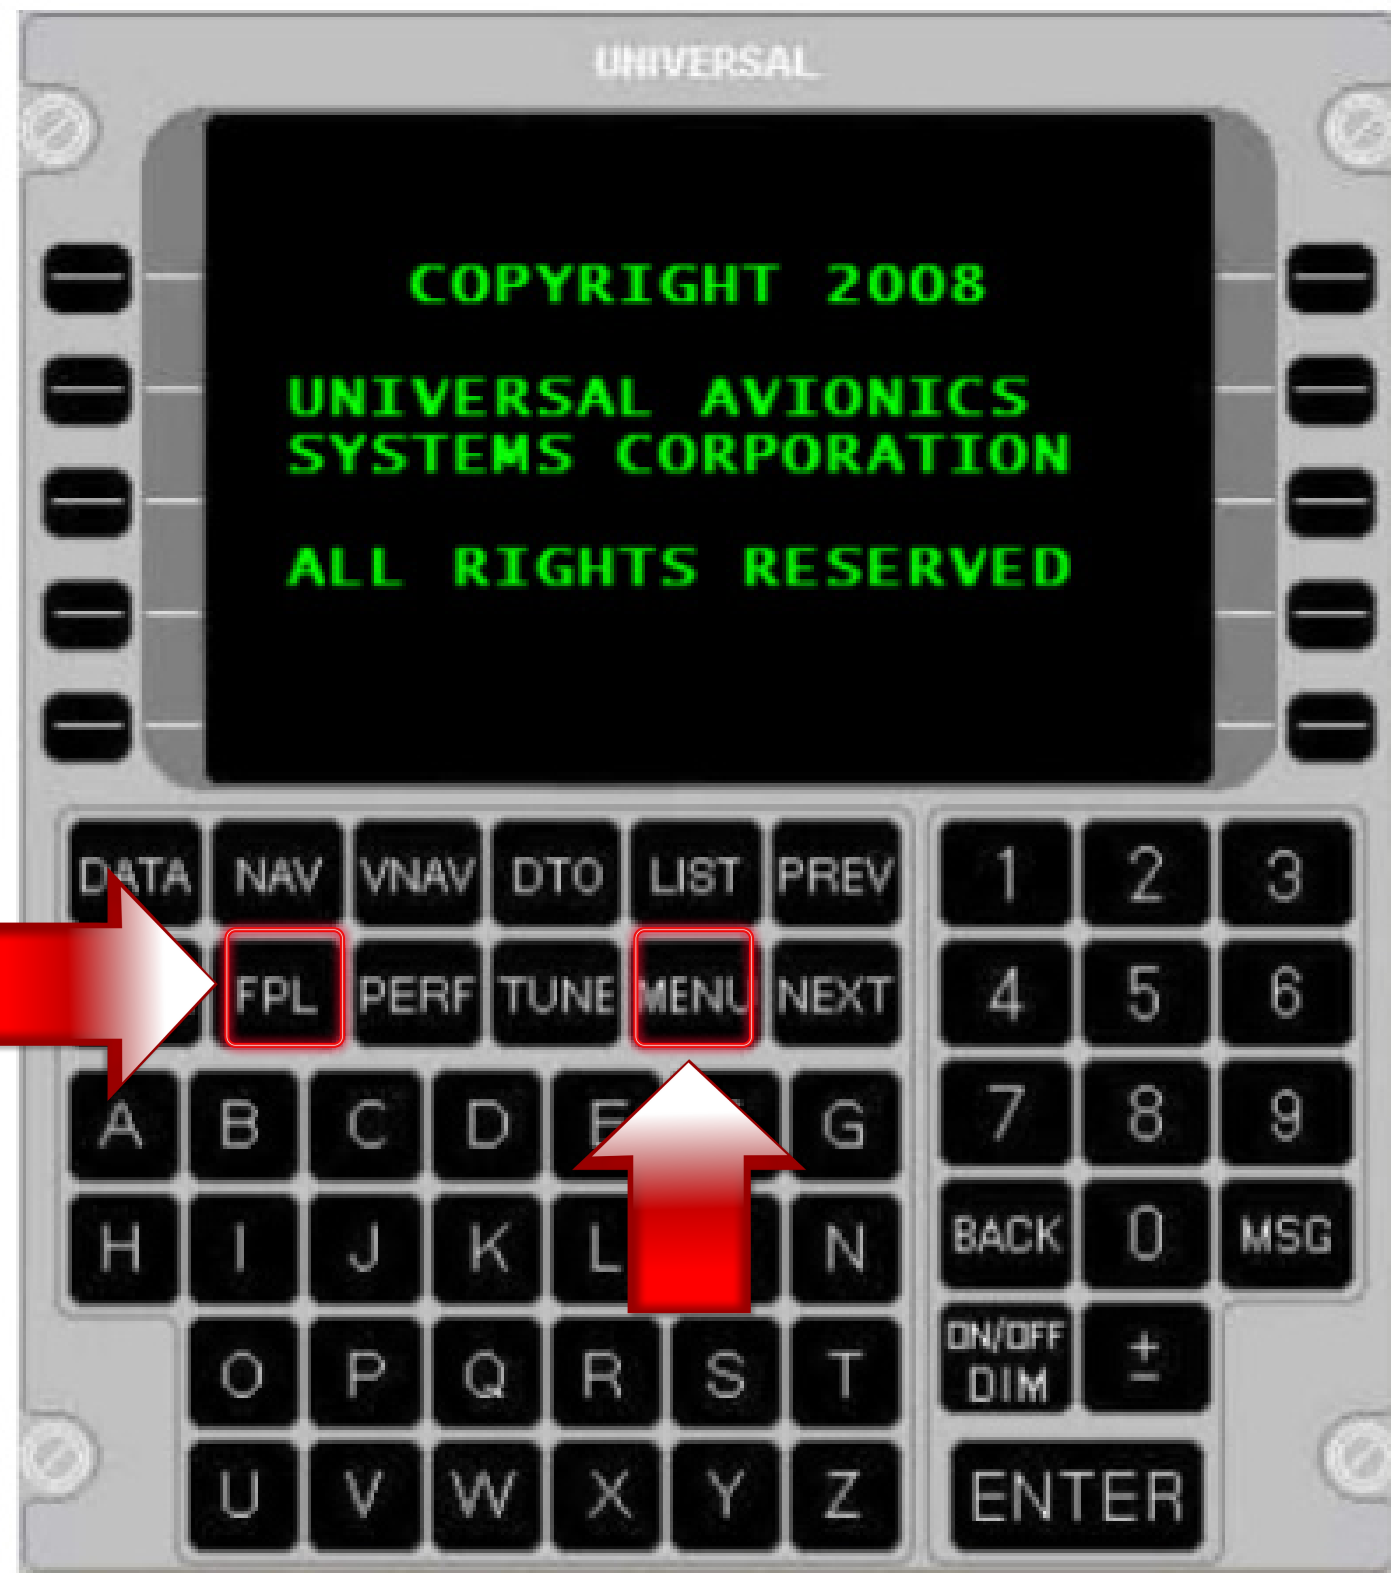 UNIVERSAL
COPYRIGHT 2008
UNIVERSAL AVIONICS
SYSTEMS CORPORATION
ALL RIGHTS RESERVED
DATA NAV VNAV DTO LIST PREV 1 2 3
FPL PERF TUNE MENU NEXT 4 5 6
A B C D E G 7 8 9
H I J K L N BACK 0 MSG
O P Q R S T ON/OFF DIM ±
U V W X Y Z ENTER